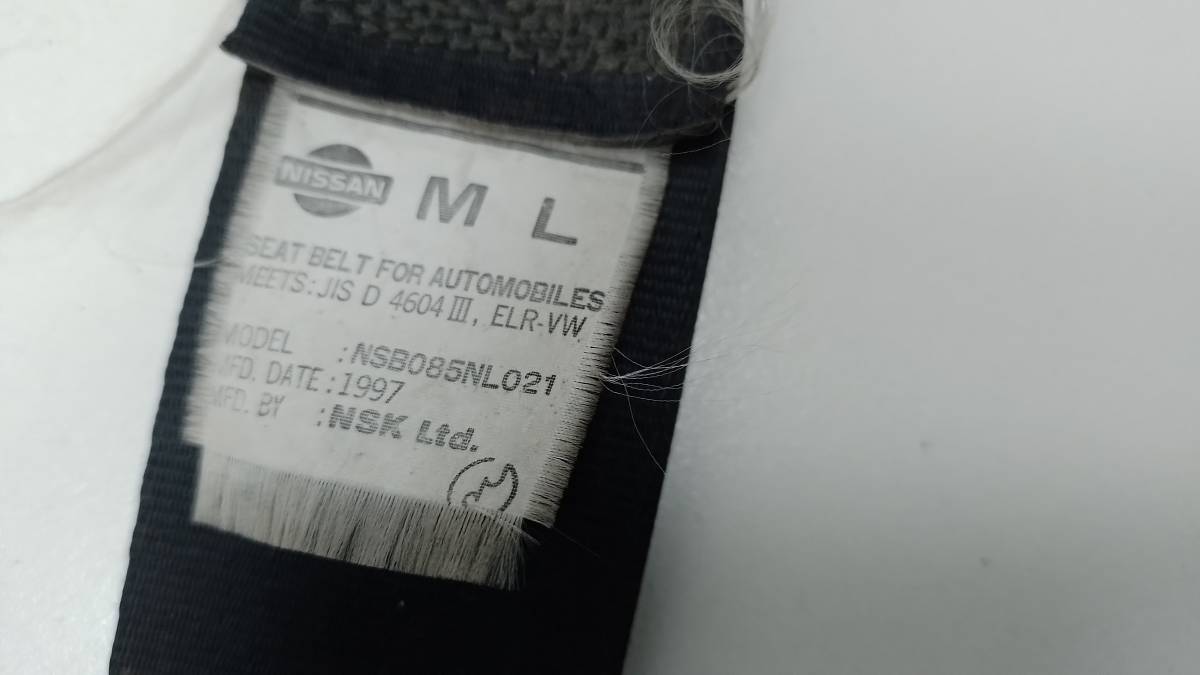 NISSAN M L
SEAT BELT FOR AUTOMOBILES
MEETS:JIS D 4604 III, ELR-VW
MODEL :NSB085NL021
MFD. DATE:1997
MFD. BY :NSK Ltd.